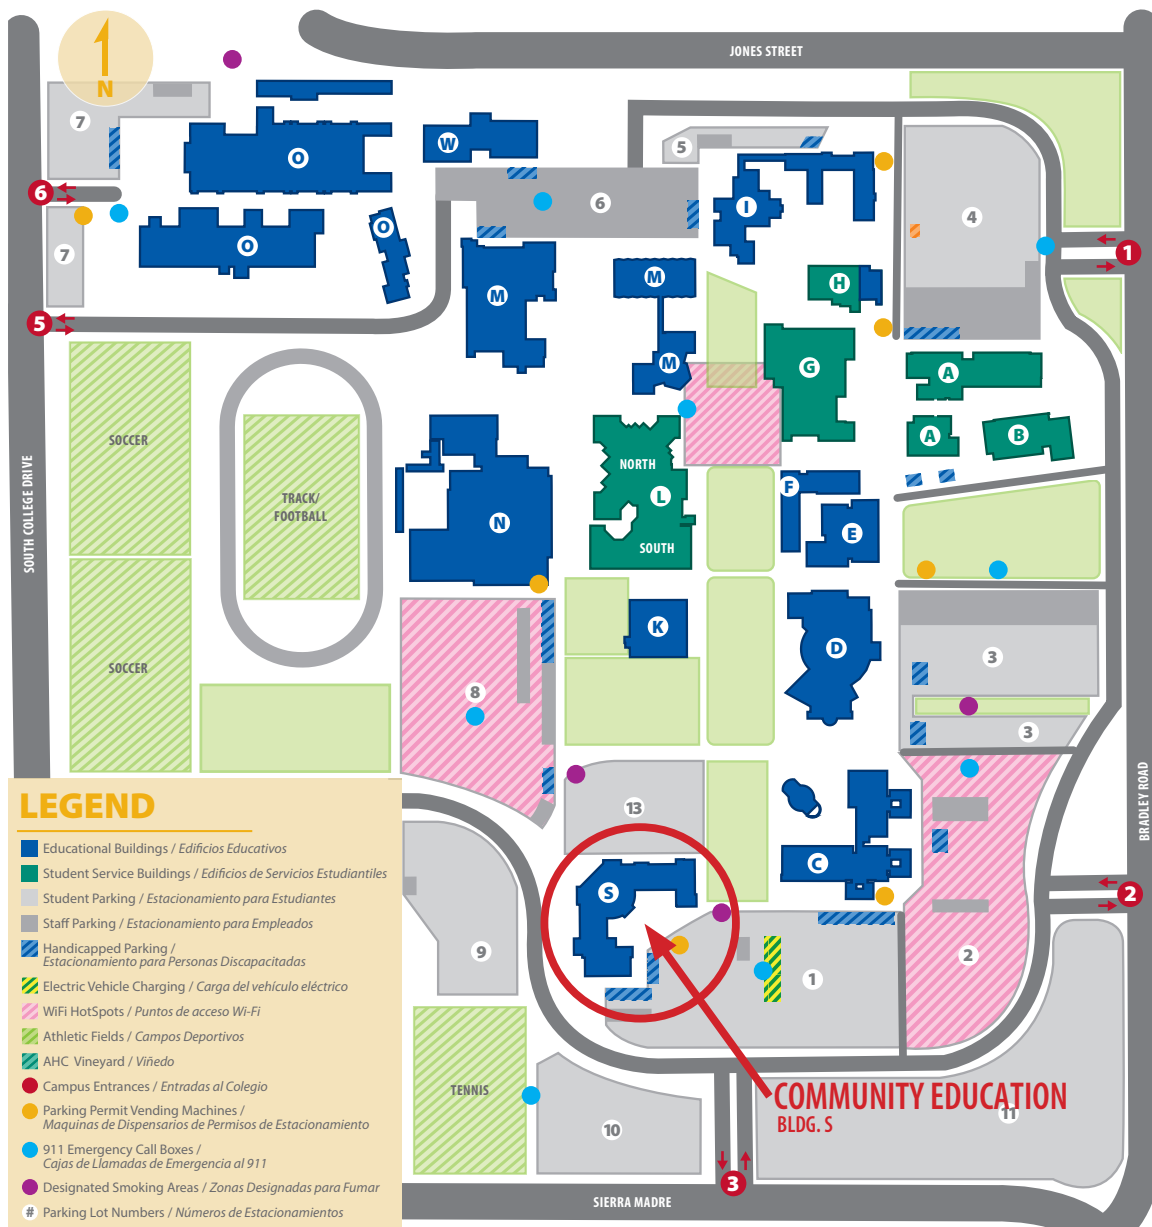 JONES STREET
N
7
O
W
5
6
6
I
4
O
O
7
1
M
M
H
5
M
G
A
A
B
SOCCER
TRACK/
FOOTBALL
NORTH
L
SOUTH
N
F
E
SOUTH COLLEGE DRIVE
K
D
3
SOCCER
8
3
BRADLEY ROAD
13
C
S
2
9
1
2
LEGEND
Educational Buildings / Edificios Educativos
Student Service Buildings / Edificios de Servicios Estudiantiles
Student Parking / Estacionamiento para Estudiantes
Staff Parking / Estacionamiento para Empleados
Handicapped Parking /
Estacionamiento para Personas Discapacitadas
Electric Vehicle Charging / Carga del vehículo eléctrico
WiFi HotSpots / Puntos de acceso Wi-Fi
Athletic Fields / Campos Deportivos
AHC Vineyard / Viñedo
Campus Entrances / Entradas al Colegio
Parking Permit Vending Machines /
Maquinas de Dispensarios de Permisos de Estacionamiento
911 Emergency Call Boxes /
Cajas de Llamadas de Emergencia al 911
Designated Smoking Areas / Zonas Designadas para Fumar
# Parking Lot Numbers / Números de Estacionamientos
TENNIS
10
COMMUNITY EDUCATION
BLDG. S
11
3
SIERRA MADRE